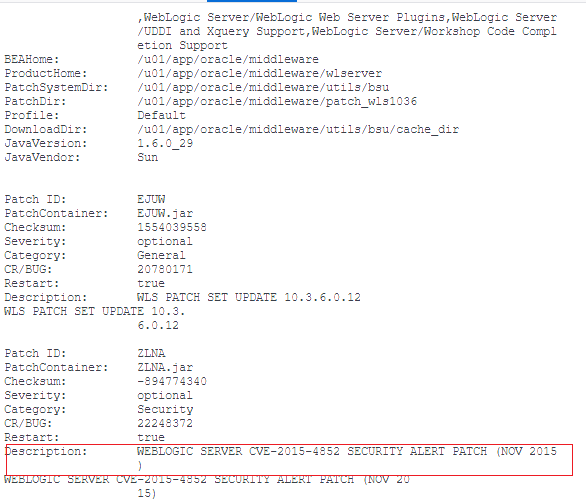 ,WebLogic Server/WebLogic Web Server Plugins,WebLogic Server
/UDDI and Xquery Support,WebLogic Server/Workshop Code Compl
etion Support
BEAHome: /u01/app/oracle/middleware
ProductHome: /u01/app/oracle/middleware/wlserver
PatchSystemDir: /u01/app/oracle/middleware/utils/bsu
PatchDir: /u01/app/oracle/middleware/patch_wls1036
Profile: Default
DownloadDir: /u01/app/oracle/middleware/utils/bsu/cache_dir
JavaVersion: 1.6.0_29
JavaVendor: Sun
Patch ID: EJUW
PatchContainer: EJUW.jar
Checksum: 1554039558
Severity: optional
Category: General
CR/BUG: 20780171
Restart: true
Description: WLS PATCH SET UPDATE 10.3.6.0.12
WLS PATCH SET UPDATE 10.3.
6.0.12
Patch ID: ZLNA
PatchContainer: ZLNA.jar
Checksum: -894774340
Severity: optional
Category: Security
CR/BUG: 22248372
Restart: true
Description: WEBLOGIC SERVER CVE-2015-4852 SECURITY ALERT PATCH (NOV 2015
)
WEBLOGIC SERVER CVE-2015-4852 SECURITY ALERT PATCH (NOV 20
15)